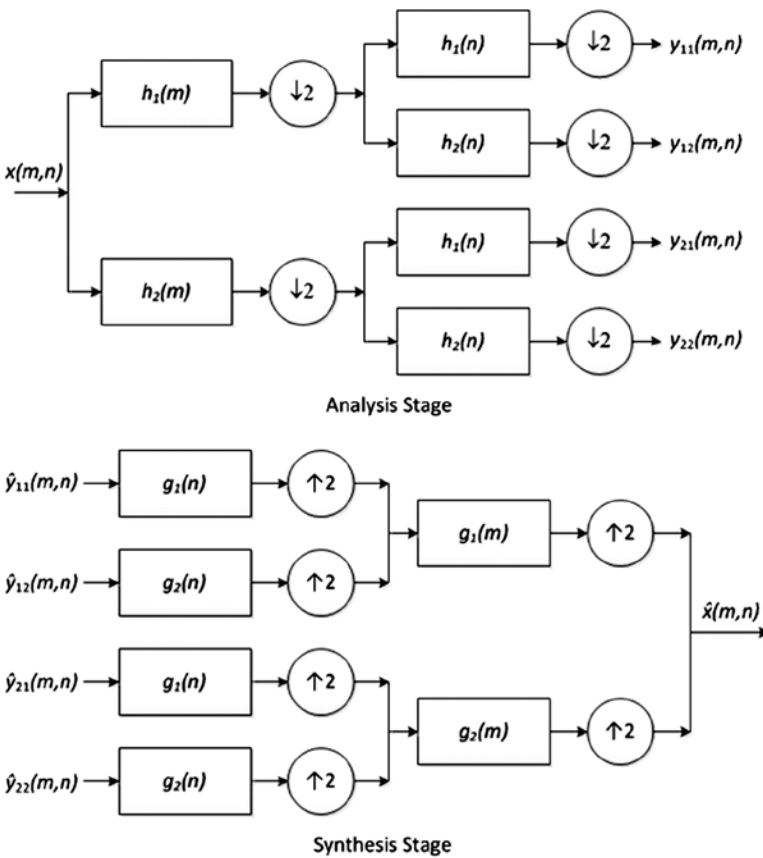 h₁(n) ↓2 y₁₁(m,n)
h₁(m) ↓2
h₂(n) ↓2 y₁₂(m,n)
x(m,n)
h₁(n) ↓2 y₂₁(m,n)
h₂(m) ↓2
h₂(n) ↓2 y₂₂(m,n)
Analysis Stage
ŷ₁₁(m,n) g₁(n) ↑2
g₁(m) ↑2
ŷ₁₂(m,n) g₂(n) ↑2
x̂(m,n)
ŷ₂₁(m,n) g₁(n) ↑2
g₂(m) ↑2
ŷ₂₂(m,n) g₂(n) ↑2
Synthesis Stage